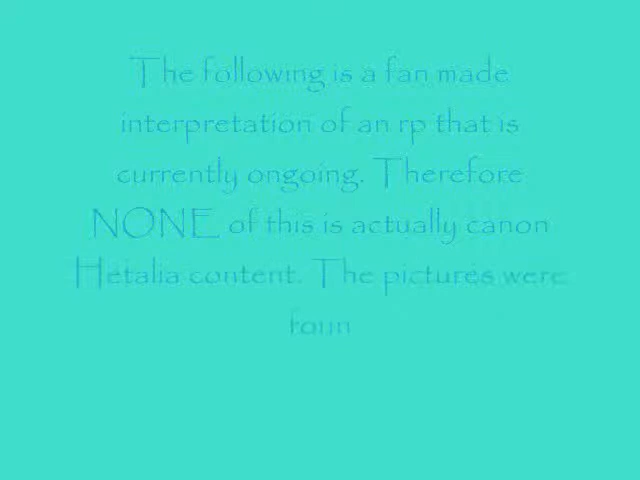 The following is a fan made
interpretation of an rp that is
currently ongoing. Therefore
NONE of this is actually canon
Hetalia content. The pictures were
foun